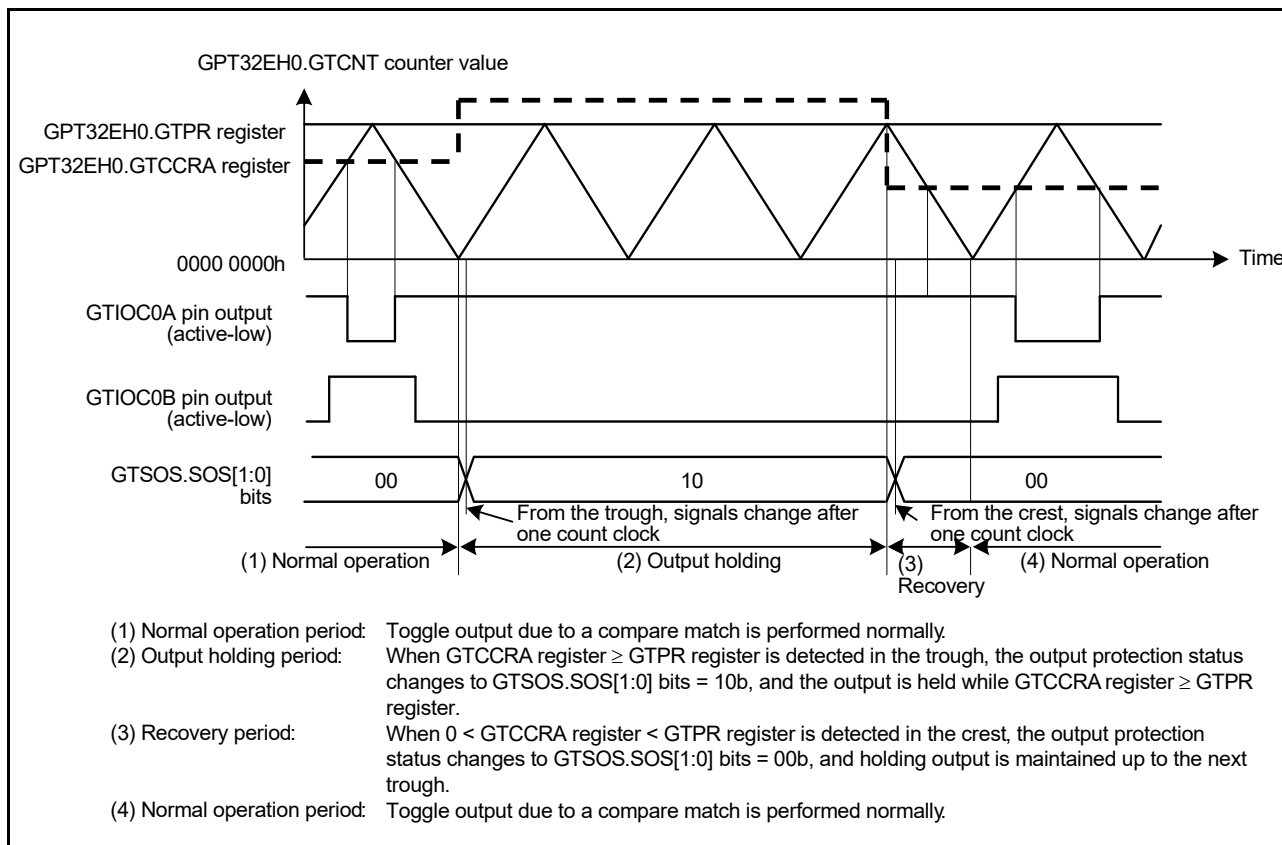 GPT32EH0.GTCNT counter value
GPT32EH0.GTPR register
GPT32EH0.GTCCRA register
0000 0000h
Time
GTIOC0A pin output
(active-low)
GTIOC0B pin output
(active-low)
GTSOS.SOS[1:0]
bits
00
10
00
From the trough, signals change after
one count clock
From the crest, signals change after
one count clock
(1) Normal operation
(2) Output holding
(3)
Recovery
(4) Normal operation
(1) Normal operation period: Toggle output due to a compare match is performed normally.
(2) Output holding period: When GTCCRA register ≥ GTPR register is detected in the trough, the output protection status
changes to GTSOS.SOS[1:0] bits = 10b, and the output is held while GTCCRA register ≥ GTPR
register.
(3) Recovery period: When 0 < GTCCRA register < GTPR register is detected in the crest, the output protection
status changes to GTSOS.SOS[1:0] bits = 00b, and holding output is maintained up to the next
trough.
(4) Normal operation period: Toggle output due to a compare match is performed normally.